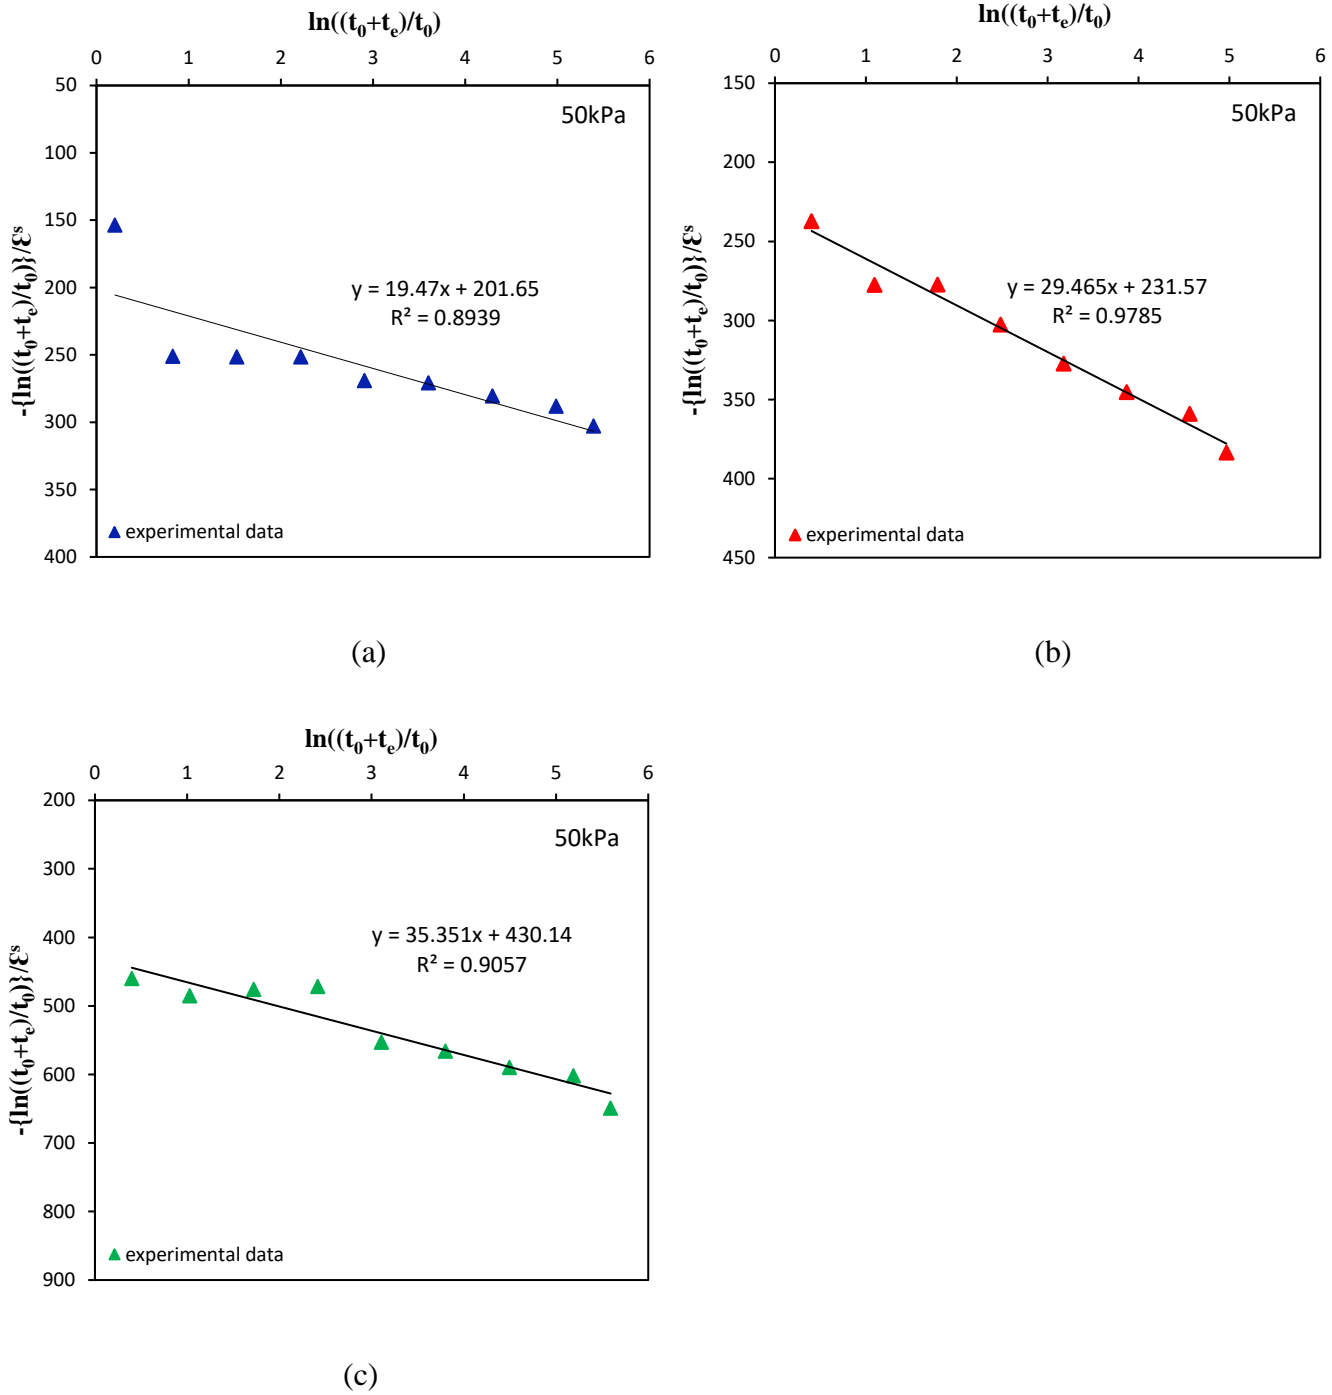 ln((t₀+tₑ)/t₀)
0 1 2 3 4 5 6
50
100
150
200
250
300
350
400
-{ln((t₀+tₑ)/t₀)}/Ɛˢ
50kPa
y = 19.47x + 201.65
R² = 0.8939
experimental data
(a)
ln((t₀+tₑ)/t₀)
0 1 2 3 4 5 6
150
200
250
300
350
400
450
-{ln((t₀+tₑ)/t₀)}/Ɛˢ
50kPa
y = 29.465x + 231.57
R² = 0.9785
experimental data
(b)
ln((t₀+tₑ)/t₀)
0 1 2 3 4 5 6
200
300
400
500
600
700
800
900
-{ln((t₀+tₑ)/t₀)}/Ɛˢ
50kPa
y = 35.351x + 430.14
R² = 0.9057
experimental data
(c)